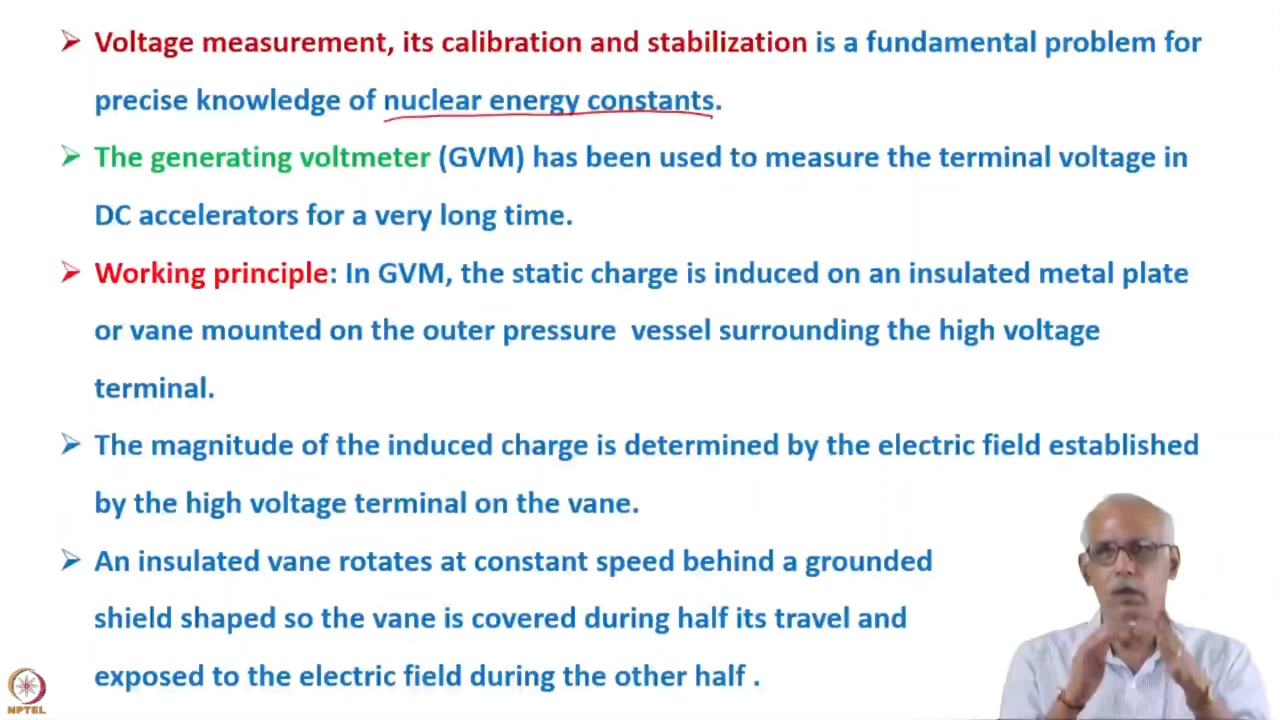 ➢ Voltage measurement, its calibration and stabilization is a fundamental problem for
precise knowledge of nuclear energy constants.
➢ The generating voltmeter (GVM) has been used to measure the terminal voltage in
DC accelerators for a very long time.
➢ Working principle: In GVM, the static charge is induced on an insulated metal plate
or vane mounted on the outer pressure vessel surrounding the high voltage
terminal.
➢ The magnitude of the induced charge is determined by the electric field established
by the high voltage terminal on the vane.
➢ An insulated vane rotates at constant speed behind a grounded
shield shaped so the vane is covered during half its travel and
exposed to the electric field during the other half .
NPTEL